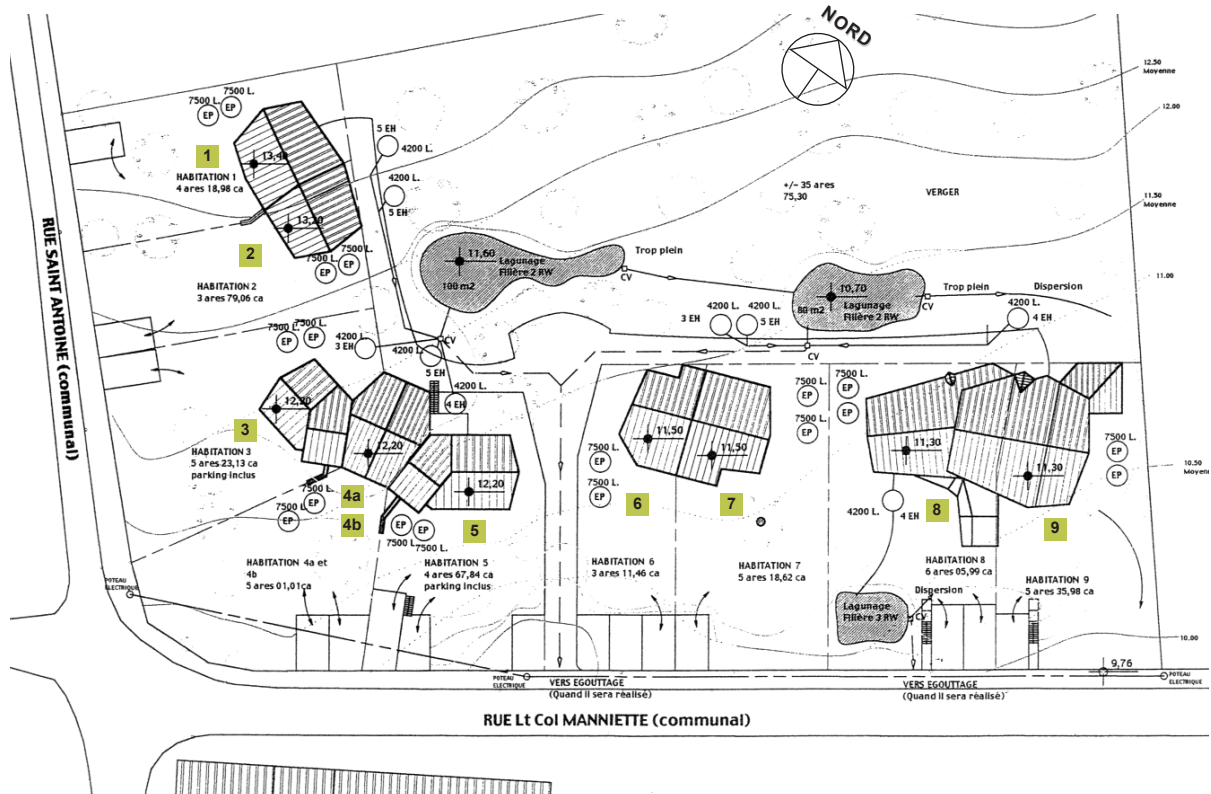 NORD
12.50
Moyenne
12.00
11.50
Moyenne
11.00
10.50
Moyenne
10.00
7500 L.
7500 L.
EP
EP
1
13,40
HABITATION 1
4 ares 18,98 ca
5 EH
4200 L.
4200 L.
5 EH
+/- 35 ares
75,30
VERGER
RUE SAINT ANTOINE (communal)
13,20
2
7500 L.
7500 L.
EP
EP
HABITATION 2
3 ares 79,06 ca
11,60
Lagunage
Filière 2 RW
100 m2
Trop plein
CV
10,70
80 m2
Lagunage
Filière 2 RW
CV
Trop plein
Dispersion
4200 L.
4 EH
4200 L.
4200 L.
3 EH
5 EH
CV
7500 L.
7500 L.
EP
EP
4200 L.
3 EH
4200 L.
5 EH
CV
4200 L.
4 EH
12,20
3
HABITATION 3
5 ares 23,13 ca
parking inclus
12,20
12,20
7500 L.
7500 L.
EP
EP
4a
4b
EP
EP
7500 L.
7500 L.
5
HABITATION 4a et
4b
5 ares 01,01ca
HABITATION 5
4 ares 67,84 ca
parking inclus
11,50
11,50
7500 L.
EP
7500 L.
EP
6
7
7500 L.
EP
EP
7500 L.
EP
EP
HABITATION 6
3 ares 11,46 ca
HABITATION 7
5 ares 18,62 ca
11,30
11,30
7500 L.
EP
EP
4200 L.
4 EH
8
9
HABITATION 8
6 ares 05,99 ca
HABITATION 9
5 ares 35,98 ca
Lagunage
Filière 3 RW
Dispersion
CV
POTEAU
ELECTRIQUE
POTEAU
ELECTRIQUE
VERS EGOUTTAGE
(Quand il sera réalisé)
VERS EGOUTTAGE
(Quand il sera réalisé)
9,76
POTEAU
ELECTRIQUE
RUE Lt Col MANNIETTE (communal)